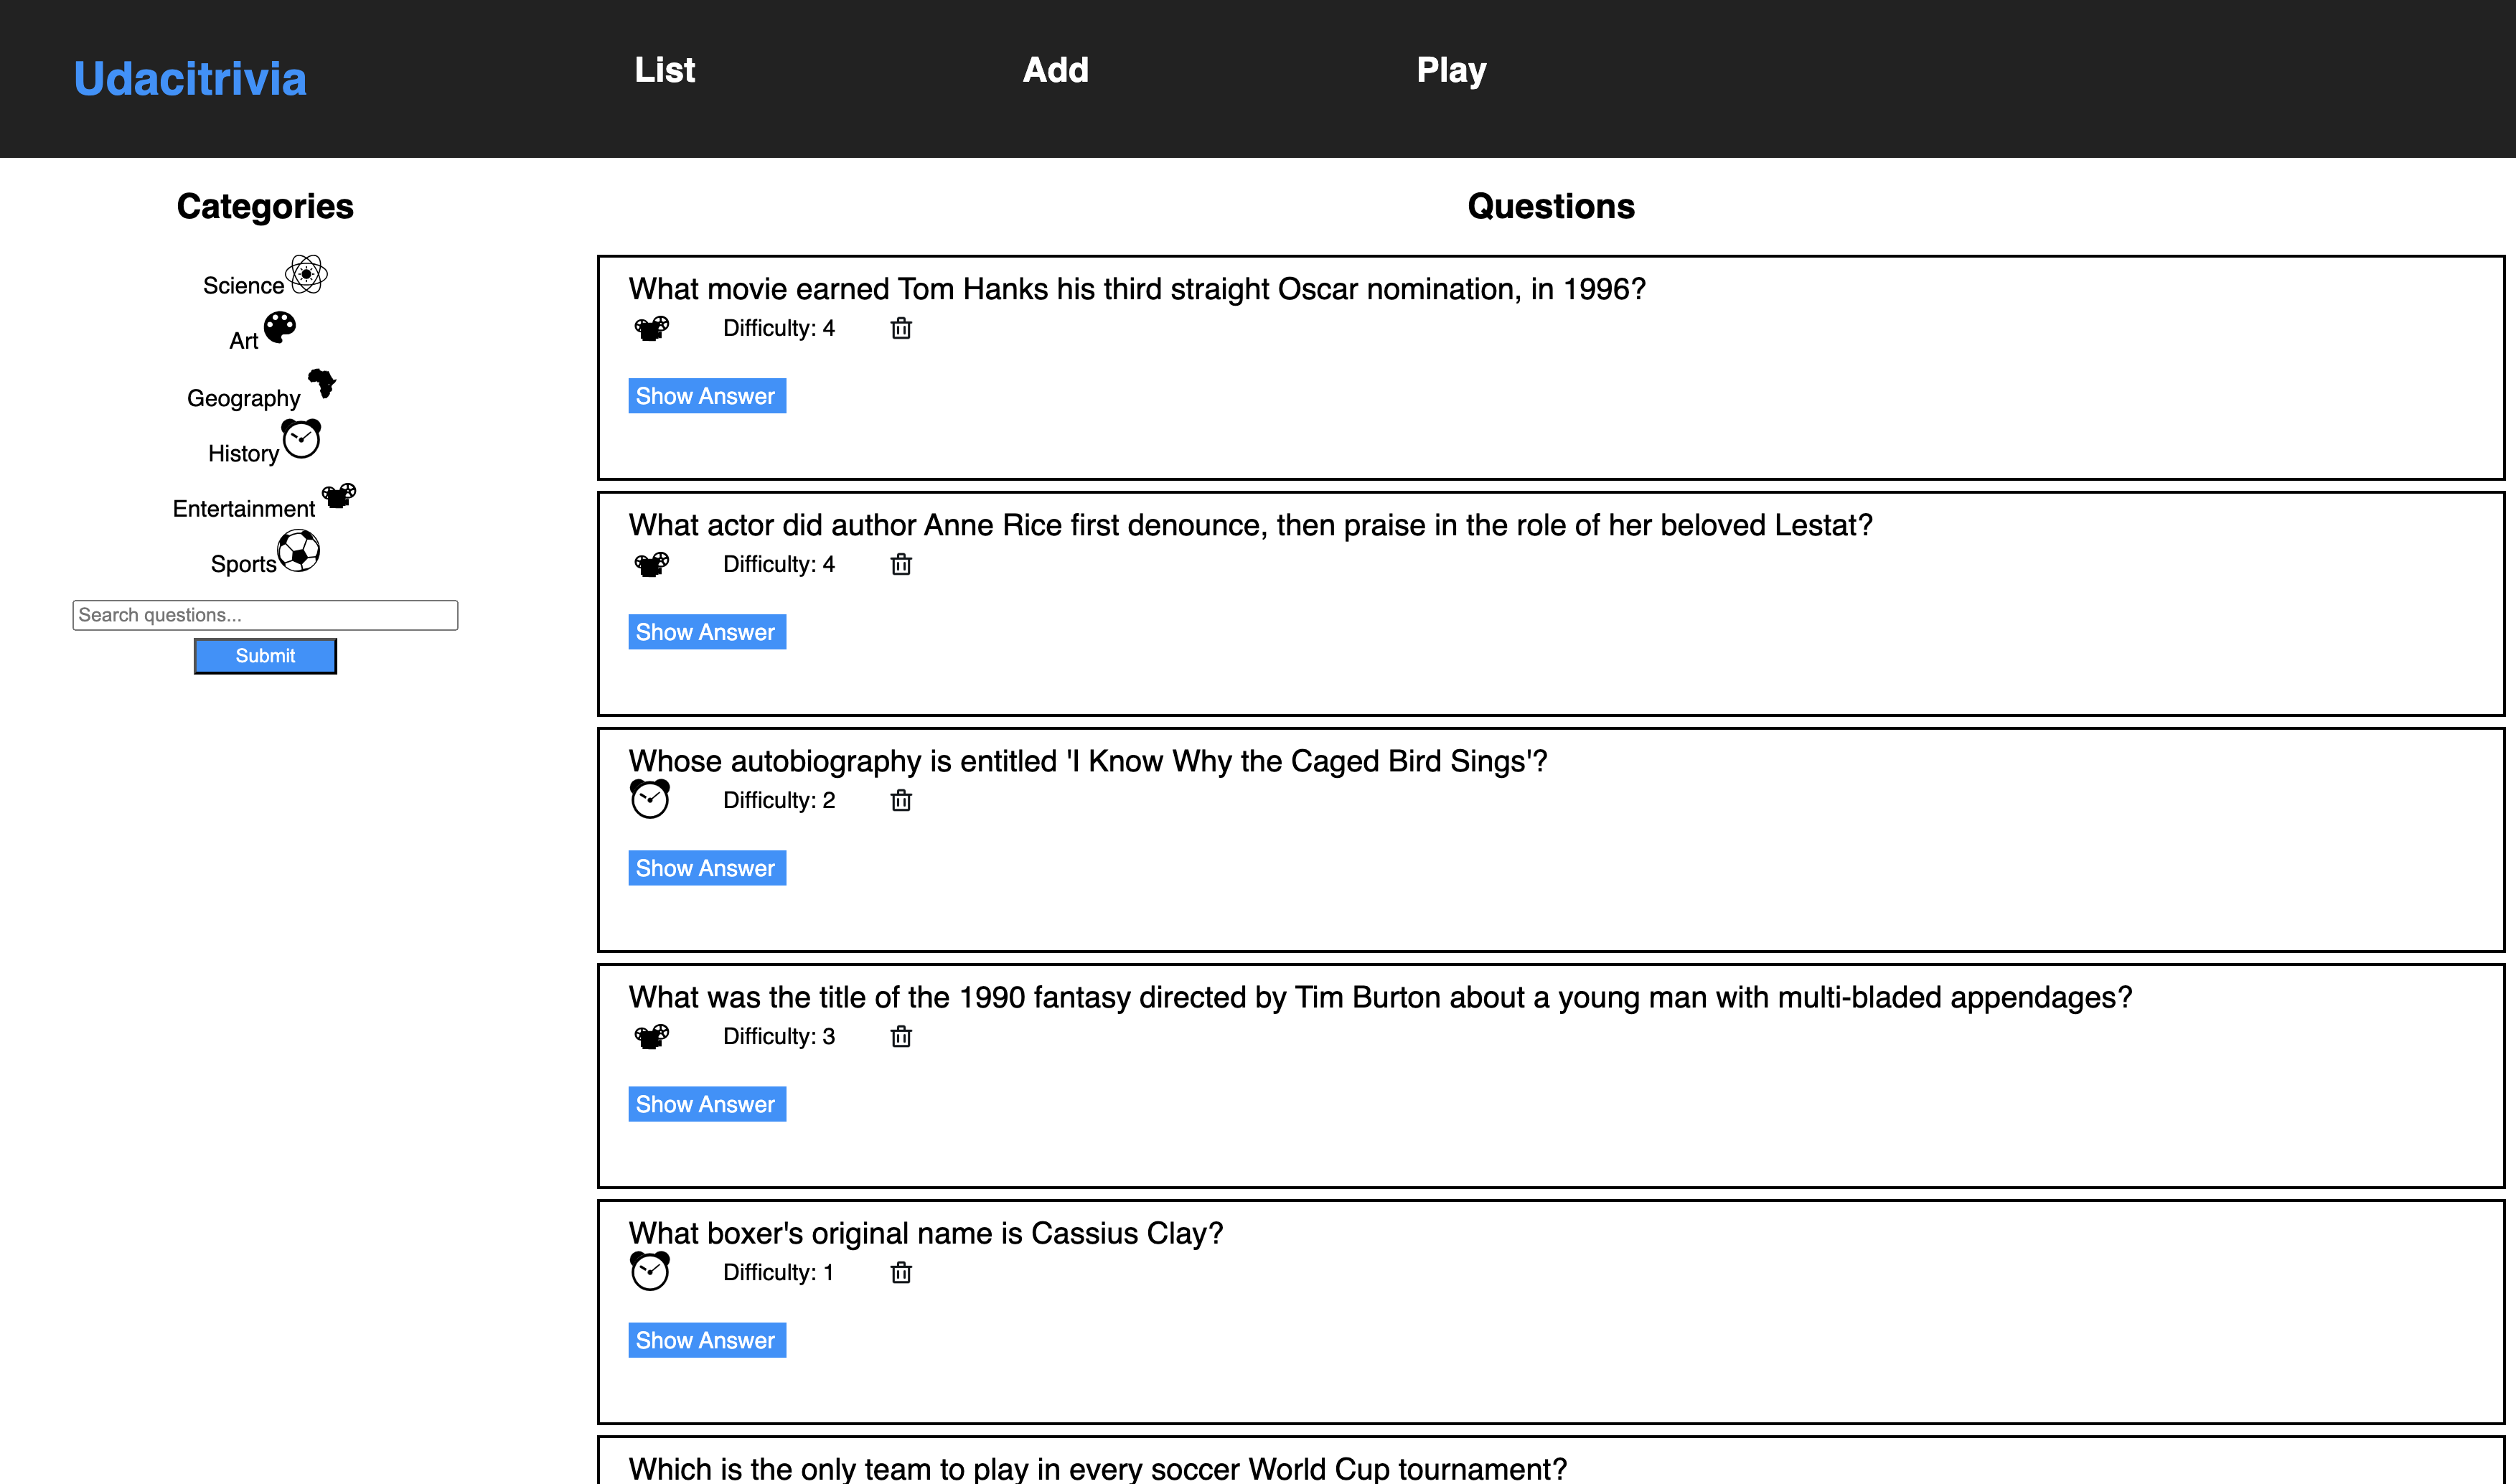 Udacitrivia
List
Add
Play
Categories
Science
Art
Geography
History
Entertainment
Sports
Search questions...
Submit
Questions
What movie earned Tom Hanks his third straight Oscar nomination, in 1996?
Difficulty: 4
Show Answer
What actor did author Anne Rice first denounce, then praise in the role of her beloved Lestat?
Difficulty: 4
Show Answer
Whose autobiography is entitled 'I Know Why the Caged Bird Sings'?
Difficulty: 2
Show Answer
What was the title of the 1990 fantasy directed by Tim Burton about a young man with multi-bladed appendages?
Difficulty: 3
Show Answer
What boxer's original name is Cassius Clay?
Difficulty: 1
Show Answer
Which is the only team to play in every soccer World Cup tournament?